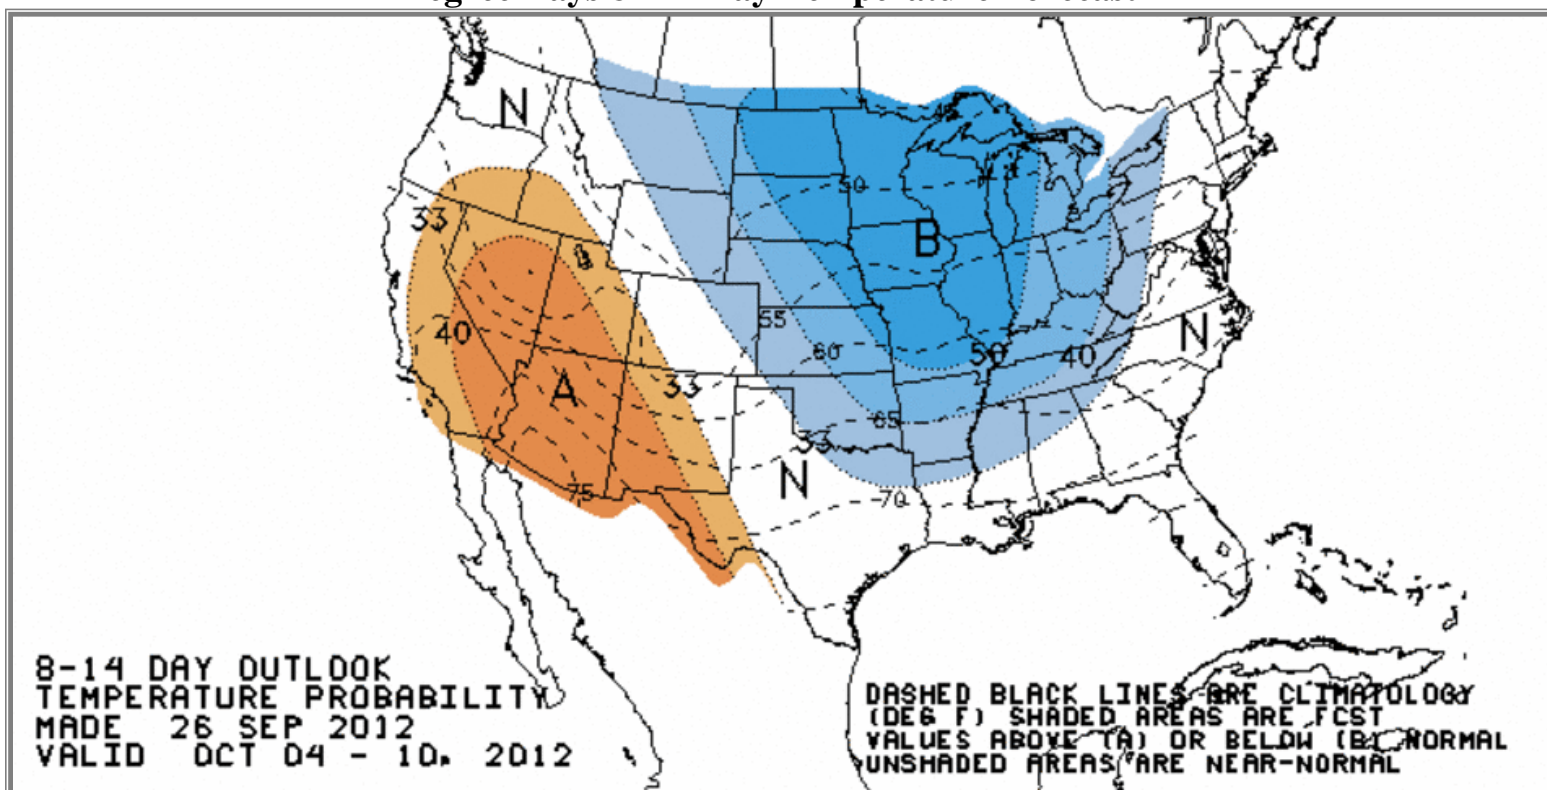 N
33
50
B
40
55
60
50
40
N
A
33
65
33
N
75
70
8-14 DAY OUTLOOK
TEMPERATURE PROBABILITY
MADE 26 SEP 2012
VALID OCT 04 - 10, 2012
DASHED BLACK LINES ARE CLIMATOLOGY
(DEG F) SHADED AREAS ARE FCST
VALUES ABOVE (A) OR BELOW (B) NORMAL
UNSHADED AREAS ARE NEAR-NORMAL